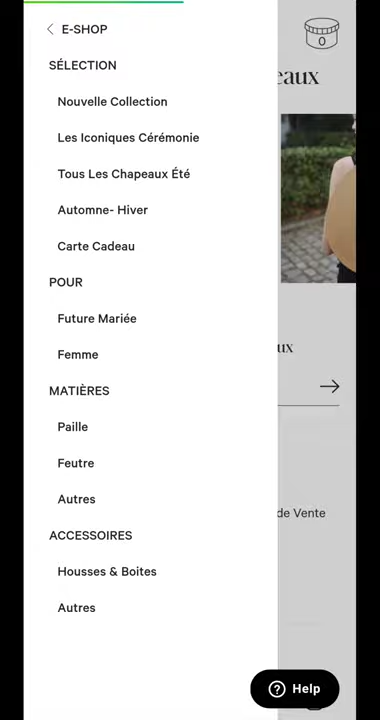 E-SHOP
0
SÉLECTION
eaux
Nouvelle Collection
Les Iconiques Cérémonie
Tous Les Chapeaux Été
Automne- Hiver
Carte Cadeau
POUR
Future Mariée
ux
Femme
MATIÈRES
Paille
Feutre
Autres
de Vente
ACCESSOIRES
Housses & Boites
Autres
Help